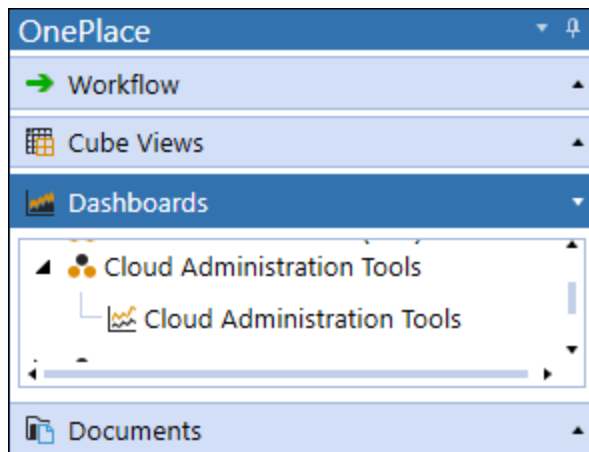 OnePlace
Workflow
Cube Views
Dashboards
Cloud Administration Tools
Cloud Administration Tools
Documents